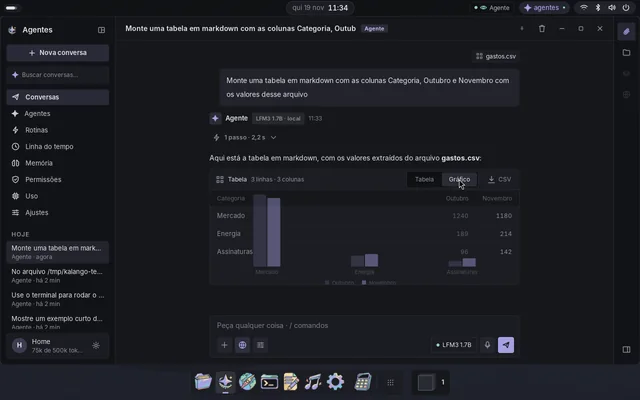 qui 19 nov 11:34
Agente
agentes
Agentes
Nova conversa
Buscar conversas...
Conversas
Agentes
Rotinas
Linha do tempo
Memória
Permissões
Uso
Ajustes
HOJE
Monte uma tabela em mark...
Agente · agora
No arquivo /tmp/kalango-te...
Agente · há 2 min
Use o terminal para rodar o ...
Agente · há 2 min
Mostre um exemplo curto d...
Agente · há 2 min
H Home
75k de 500k tok...
Monte uma tabela em markdown com as colunas Categoria, Outub
Agente
gastos.csv
Monte uma tabela em markdown com as colunas Categoria, Outubro e Novembro com
os valores desse arquivo
Agente LFM3 1.7B · local 11:33
1 passo · 2,2 s
Aqui está a tabela em markdown, com os valores extraídos do arquivo gastos.csv:
Tabela 3 linhas · 3 colunas
Tabela Gráfico CSV
Categoria Outubro Novembro
Mercado 1240 1180
Energia 180 214
Assinaturas 142
Mercado Energia Assinaturas
Outubro Novembro
Peça qualquer coisa · / comandos
LFM2 1.7B
1